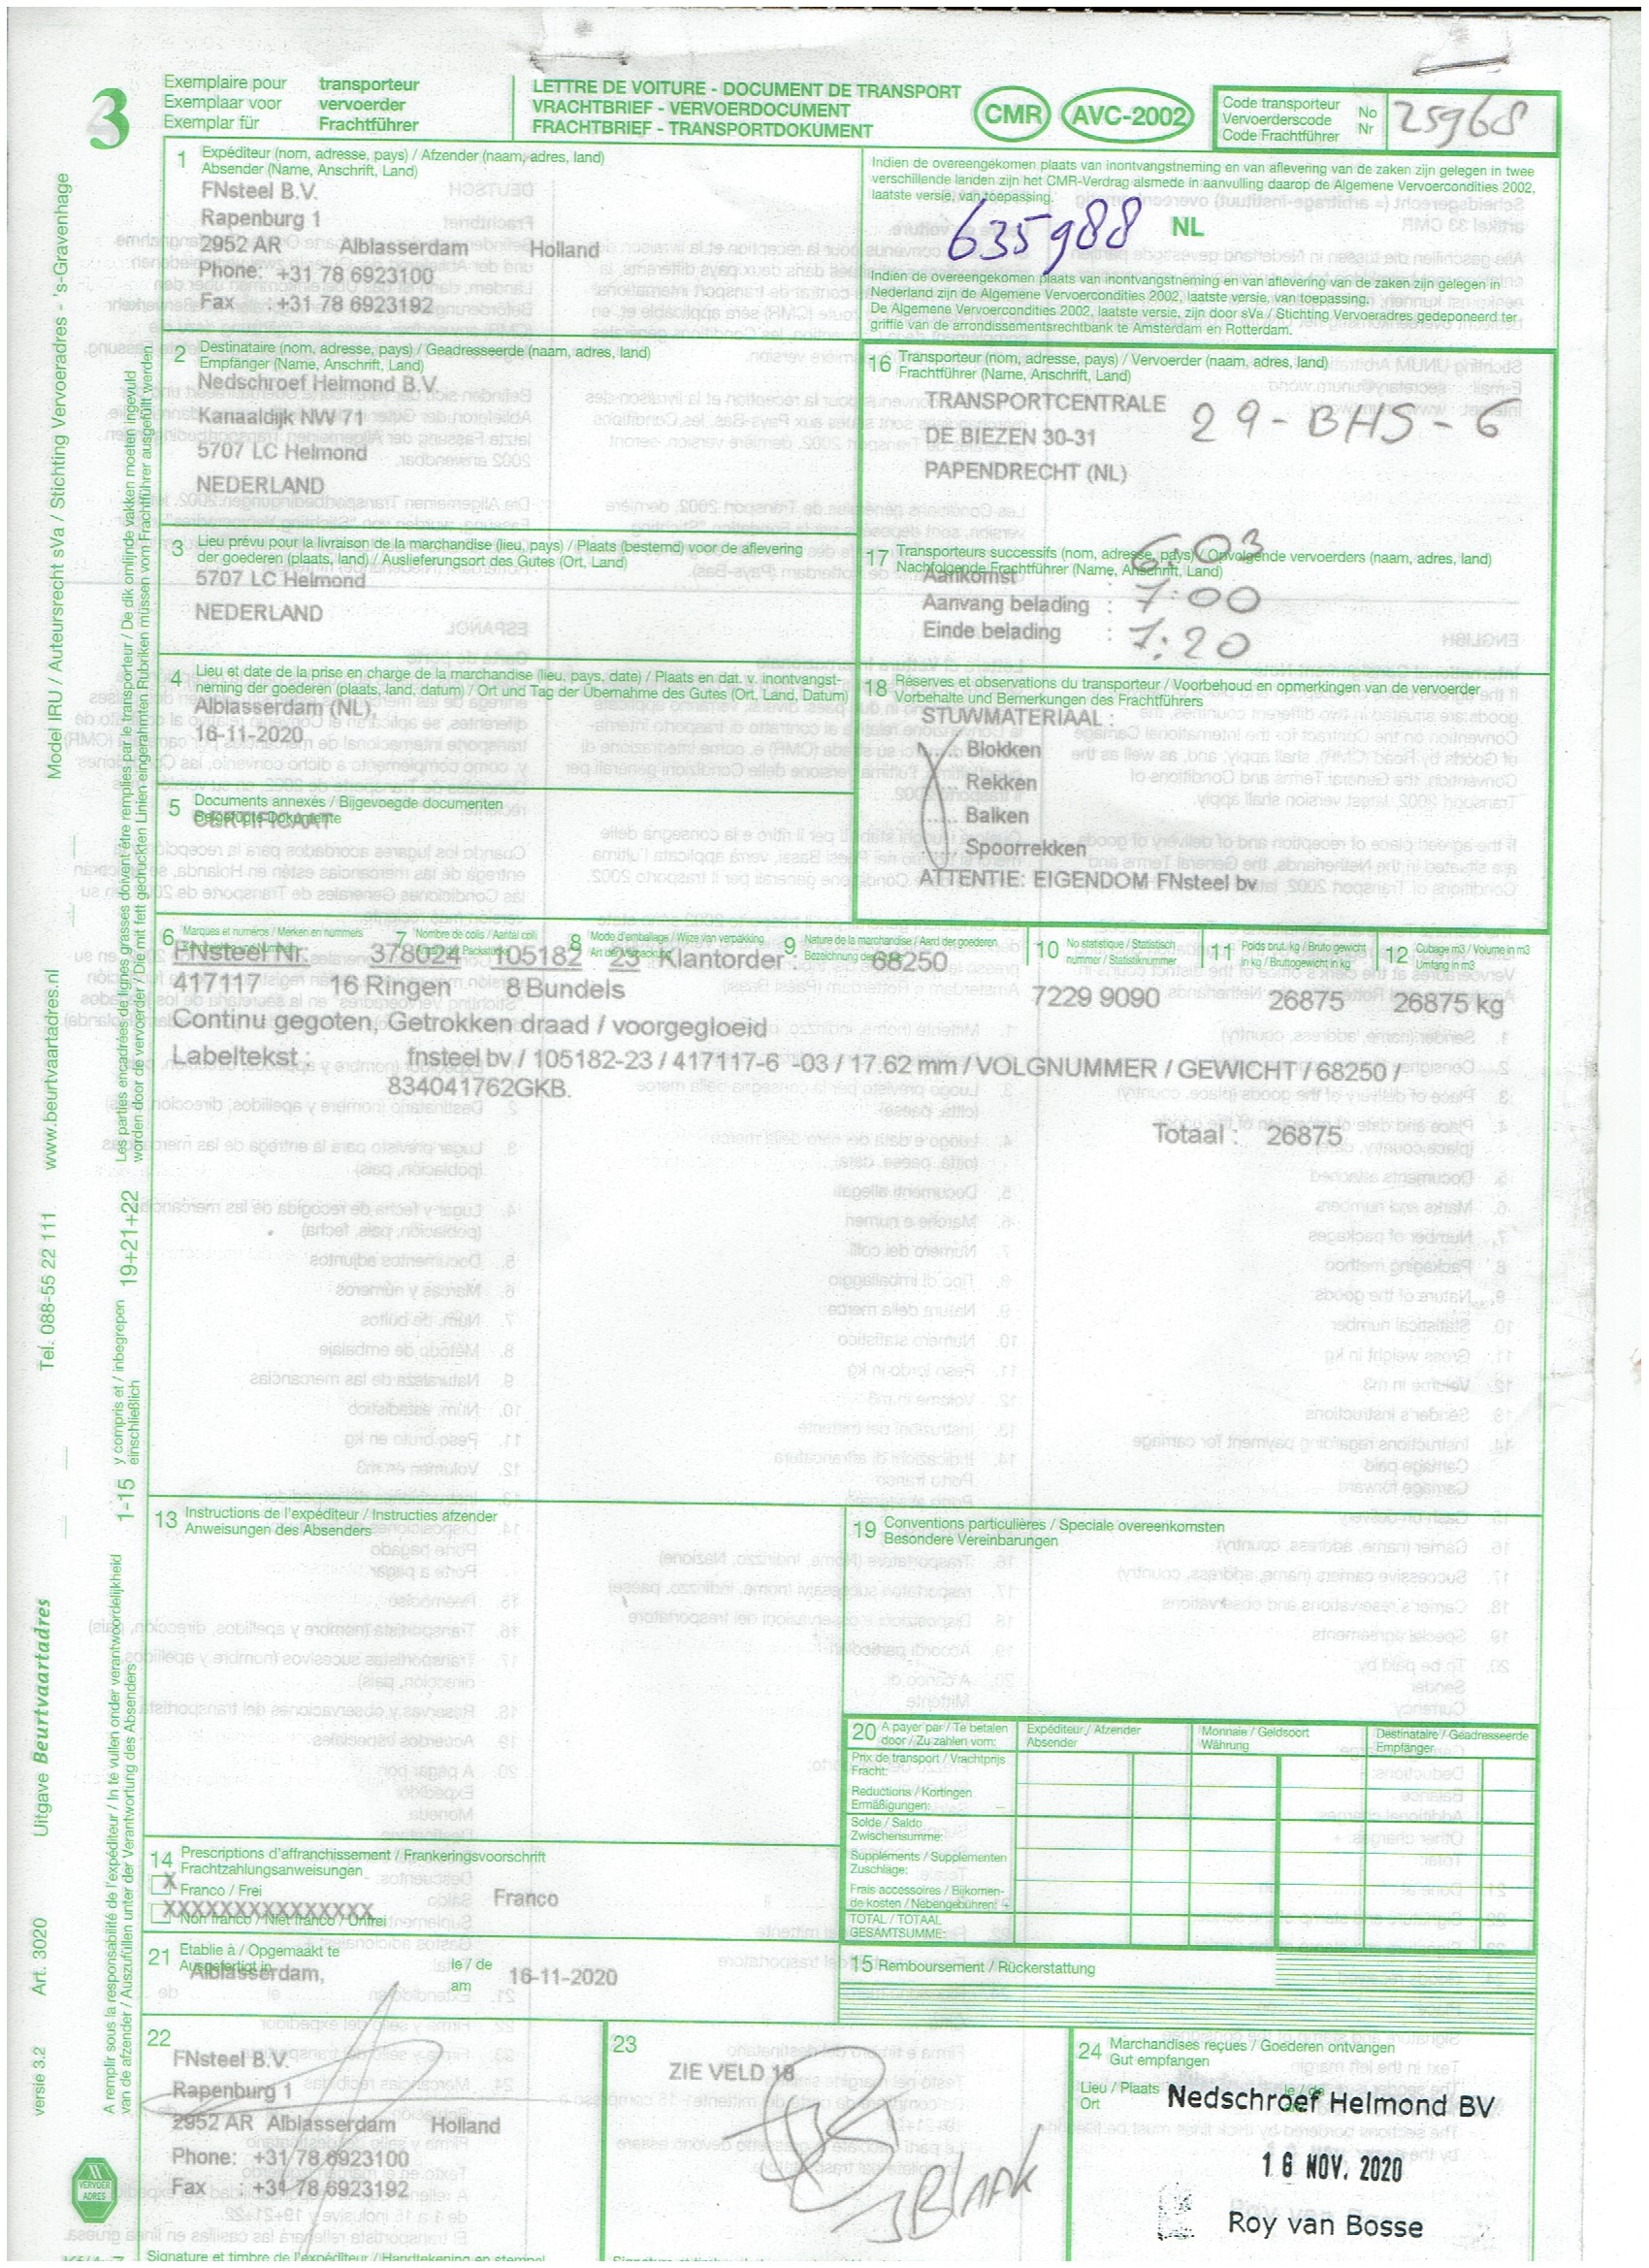 3
Exemplaire pour transporteur
Exemplaar voor vervoerder
Exemplar für Frachtführer
LETTRE DE VOITURE - DOCUMENT DE TRANSPORT
VRACHTBRIEF - VERVOERDOCUMENT
FRACHTBRIEF - TRANSPORTDOKUMENT
CMR AVC-2002
Code transporteur No
Vervoerderscode Nr
Code Frachtführer
25968
1 Expéditeur (nom, adresse, pays) / Afzender (naam, adres, land)
Absender (Name, Anschrift, Land)
FNsteel B.V.
Rapenburg 1
2952 AR Alblasserdam Holland
Phone: +31 78 6923100
Fax : +31 78 6923192
Indien de overeengekomen plaats van inontvangstneming en van aflevering van de zaken zijn gelegen in twee
verschillende landen zijn het CMR-Verdrag alsmede in aanvulling daarop de Algemene Vervoercondities 2002,
laatste versie, van toepassing.
635988 NL
Indien de overeengekomen plaats van inontvangstneming en van aflevering van de zaken zijn gelegen in
Nederland zijn de Algemene Vervoercondities 2002, laatste versie, van toepassing.
De Algemene Vervoercondities 2002, laatste versie, zijn door sVa / Stichting Vervoeradres gedeponeerd ter
griffie van de arrondissementsrechtbank te Amsterdam en Rotterdam.
2 Destinataire (nom, adresse, pays) / Geadresseerde (naam, adres, land)
Empfänger (Name, Anschrift, Land)
Nedschroef Helmond B.V.
Kanaaldijk NW 71
5707 LC Helmond
NEDERLAND
16 Transporteur (nom, adresse, pays) / Vervoerder (naam, adres, land)
Frachtführer (Name, Anschrift, Land)
TRANSPORTCENTRALE
DE BIEZEN 30-31
PAPENDRECHT (NL)
29-BHS-6
3 Lieu prévu pour la livraison de la marchandise (lieu, pays) / Plaats (bestemd) voor de aflevering
der goederen (plaats, land) / Auslieferungsort des Gutes (Ort, Land)
5707 LC Helmond
NEDERLAND
17 Transporteurs successifs (nom, adresse, pays) / Opvolgende vervoerders (naam, adres, land)
Nachfolgende Frachtführer (Name, Anschrift, Land)
Aankomst 6.03
Aanvang belading : 7:00
Einde belading : 7:20
4 Lieu et date de la prise en charge de la marchandise (lieu, pays, date) / Plaats en dat. v. inontvangst-
neming der goederen (plaats, land, datum) / Ort und Tag der Übernahme des Gutes (Ort, Land, Datum)
Alblasserdam (NL),
16-11-2020
18 Réserves et observations du transporteur / Voorbehoud en opmerkingen van de vervoerder
Vorbehalte und Bemerkungen des Frachtführers
STUWMATERIAAL :
Blokken
Rekken
Balken
Spoorrekken
ATTENTIE: EIGENDOM FNsteel bv
5 Documents annexés / Bijgevoegde documenten
Beigefügte Dokumente
CERTIFICAAT
6 Marques et numéros / Merken en nummers
7 Nombre de colis / Aantal colli
8 Mode d'emballage / Wijze van verpakking
Art der Verpackung
9 Nature de la marchandise / Aard der goederen
10 No statistique / Statistisch
nummer / Statistiknummer
11 Poids brut, kg / Bruto gewicht
in kg / Bruttogewicht in kg
12 Cubage m3 / Volume in m3
Umfang in m3
FNsteel Nr. 378024 105182 23 Klantorder : 68250
417117 16 Ringen 8 Bundels 7229 9090 26875 26875 kg
Continu gegoten, Getrokken draad / voorgegloeid
Labeltekst : fnsteel bv / 105182-23 / 417117-6 -03 / 17.62 mm / VOLGNUMMER / GEWICHT / 68250 /
834041762GKB.
Totaal : 26875
13 Instructions de l'expéditeur / Instructies afzender
Anweisungen des Absenders
19 Conventions particulières / Speciale overeenkomsten
Besondere Vereinbarungen
20 A payer par / Te betalen
door / Zu zahlen vom:
Expéditeur / Afzender
Absender
Monnaie / Geldsoort
Währung
Destinataire / Geadresseerde
Empfänger
Prix de transport / Vrachtprijs
Fracht:
Reductions / Kortingen
Ermäßigungen: –
Solde / Saldo
Zwischensumme:
Suppléments / Supplementen
Zuschläge:
Frais accessoires / Bijkomen-
de kosten / Nebengebühren: +
TOTAL / TOTAAL
GESAMTSUMME:
14 Prescriptions d'affranchissement / Frankeringsvoorschrift
Frachtzahlungsanweisungen
X Franco / Frei Franco
XXXXXXXXXXXXXXX
Non franco / Niet franco / Unfrei
21 Etablie à / Opgemaakt te
Ausgefertigt in
Alblasserdam,
le / de
am
16-11-2020
15 Remboursement / Rückerstattung
22
FNsteel B.V.
Rapenburg 1
2952 AR Alblasserdam Holland
Phone: +31 78 6923100
Fax : +31 78 6923192
23
ZIE VELD 18
24 Marchandises reçues / Goederen ontvangen
Gut empfangen
Lieu / Plaats
Ort
le / de
Nedschroef Helmond BV
16 NOV. 2020
Roy van Bosse
Signature et timbre de l'expéditeur / Handtekening en stempel
VERVOER
ADRES
Model IRU / Auteursrecht sVa / Stichting Vervoeradres - 's-Gravenhage
www.beurtvaartadres.nl
Tel. 088-55 22 111
Uitgave Beurtvaartadres
Art. 3020
versie 3.2
Les parties encadrées de lignes grasses doivent être remplies par le transporteur / De dik omlijnde vakken moeten ingevuld
worden door de vervoerder / Die mit fett gedruckten Linien eingerahmten Rubriken müssen vom Frachtführer ausgefüllt werden.
19+21+22
y compris et / inbegrepen
einschließlich
1-15
A remplir sous la responsabilité de l'expéditeur / In te vullen onder verantwoordelijkheid
van de afzender / Auszufüllen unter der Verantwortung des Absenders